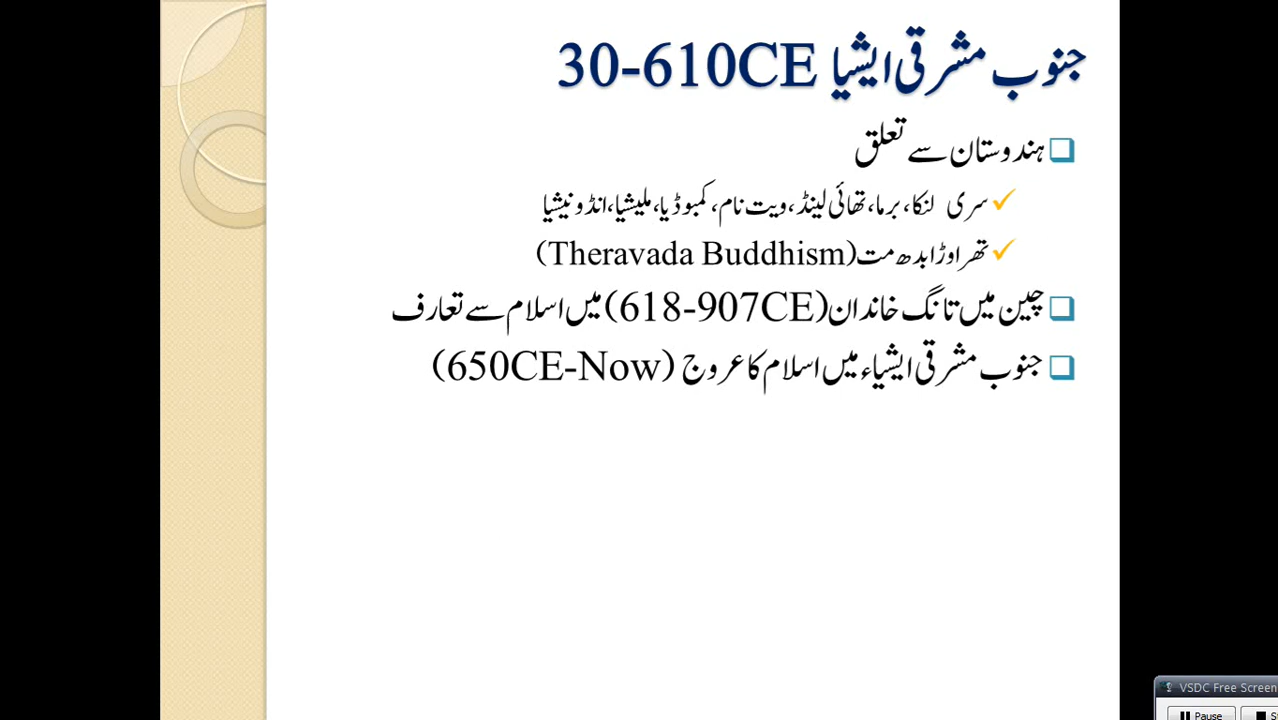 جنوب مشرقی ایشیا 30-610CE
ہندوستان سے تعلق
سری لنکا، برما، تھائی لینڈ، ویت نام، کمبوڈیا، ملیشیا، انڈونیشیا
تھراوڑا بدھ مت (Theravada Buddhism)
چین میں تانگ خاندان (618-907CE) میں اسلام سے تعارف
جنوب مشرقی ایشیاء میں اسلام کا عروج (650CE-Now)
VSDC Free Screen
Pause